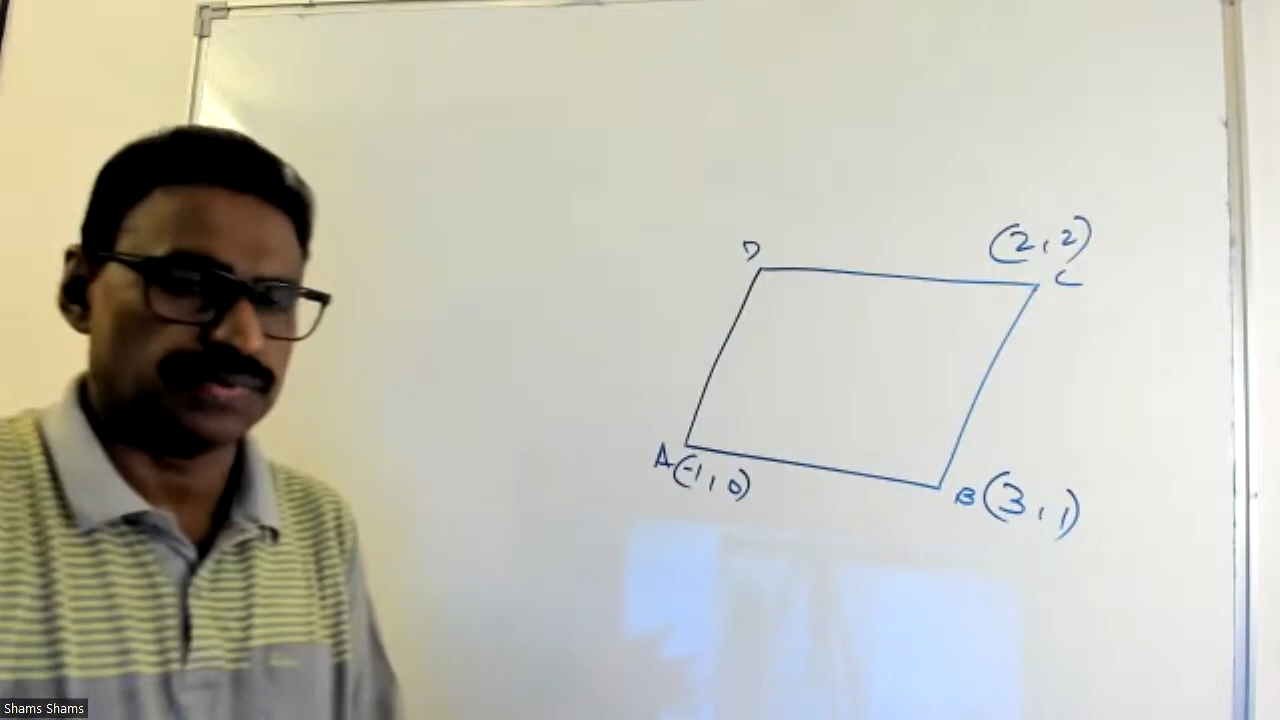 D (2, 2)
C
A(-1, 0) B(3, 1)
Shams Shams